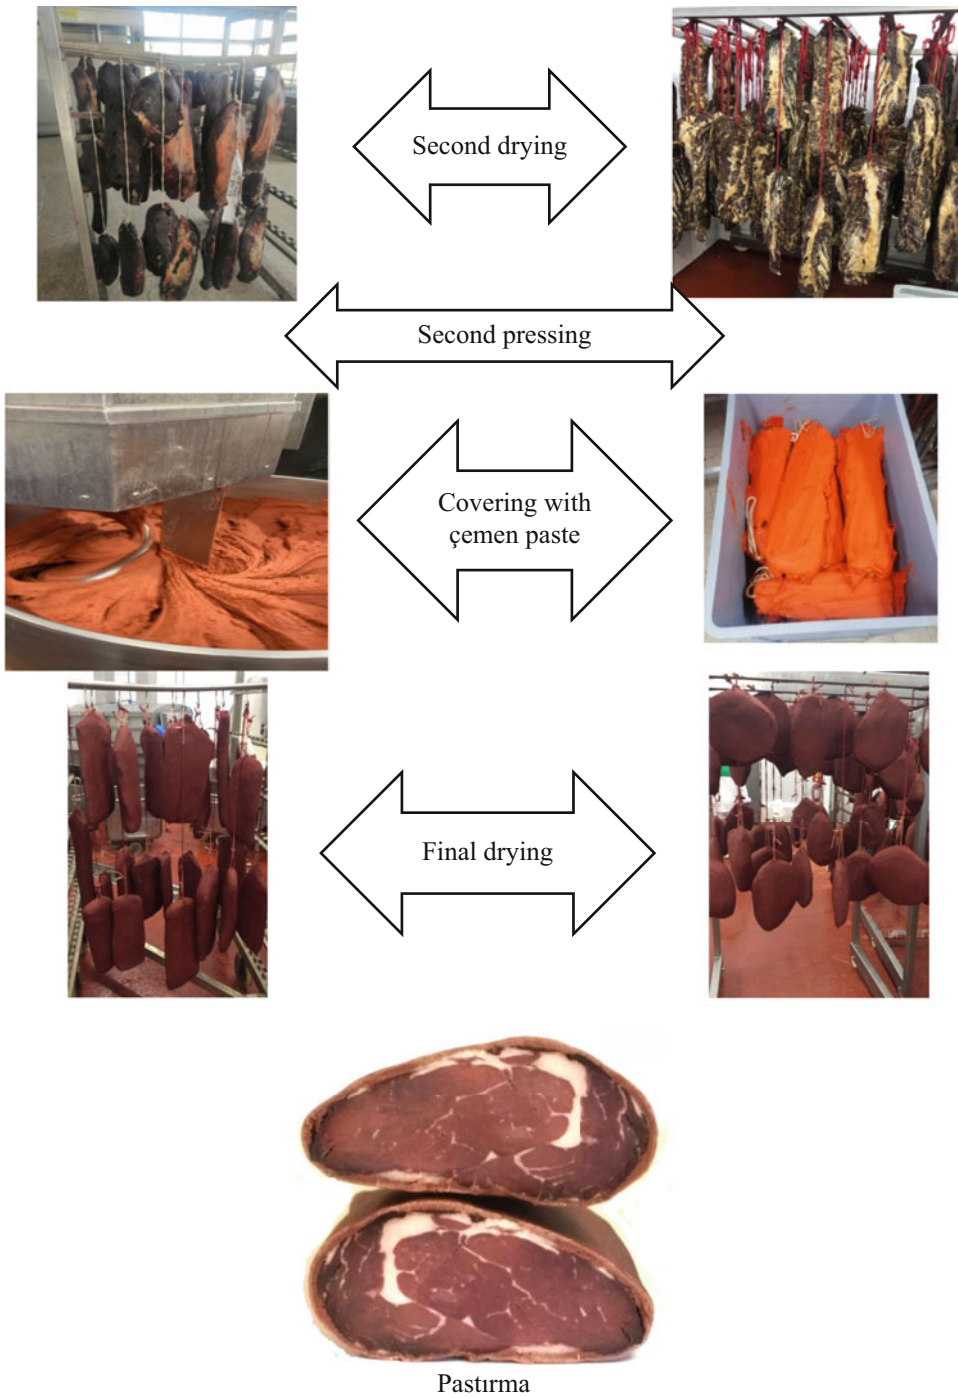 Second drying
Second pressing
Covering with
çemen paste
Final drying
Pastırma